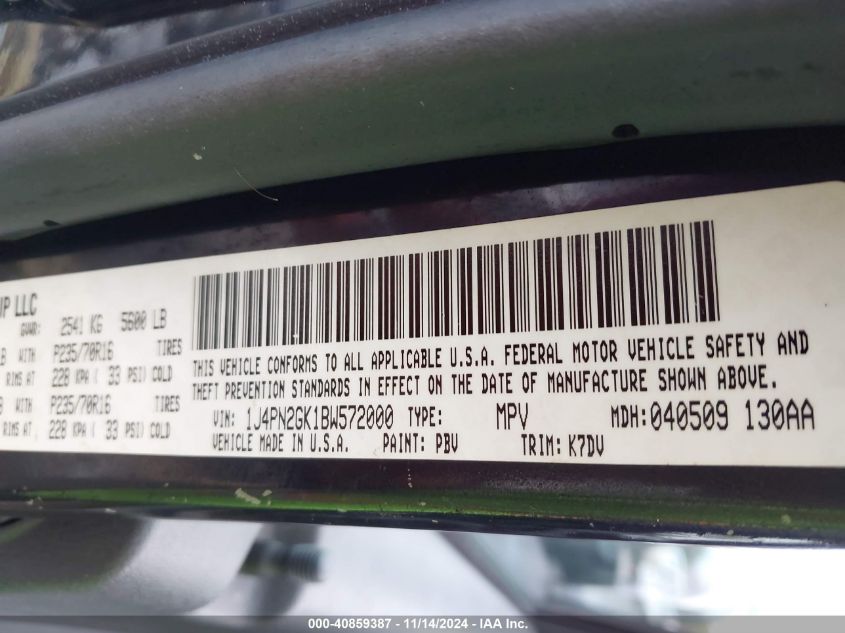 IP LLC
GVWR: 2541 KG 5600 LB
B WITH P235/70R16 TIRES
RIMS AT 228 KPA ( 33 PSI) COLD
B WITH P235/70R16 TIRES
RIMS AT 228 KPA ( 33 PSI) COLD
THIS VEHICLE CONFORMS TO ALL APPLICABLE U.S.A. FEDERAL MOTOR VEHICLE SAFETY AND
THEFT PREVENTION STANDARDS IN EFFECT ON THE DATE OF MANUFACTURE SHOWN ABOVE.
VIN: 1J4PN2GK1BW572000 TYPE: MPV MDH: 040509 130AA
VEHICLE MADE IN U.S.A. PAINT: PBV TRIM: K7DV
000-40859387 - 11/14/2024 - IAA Inc.